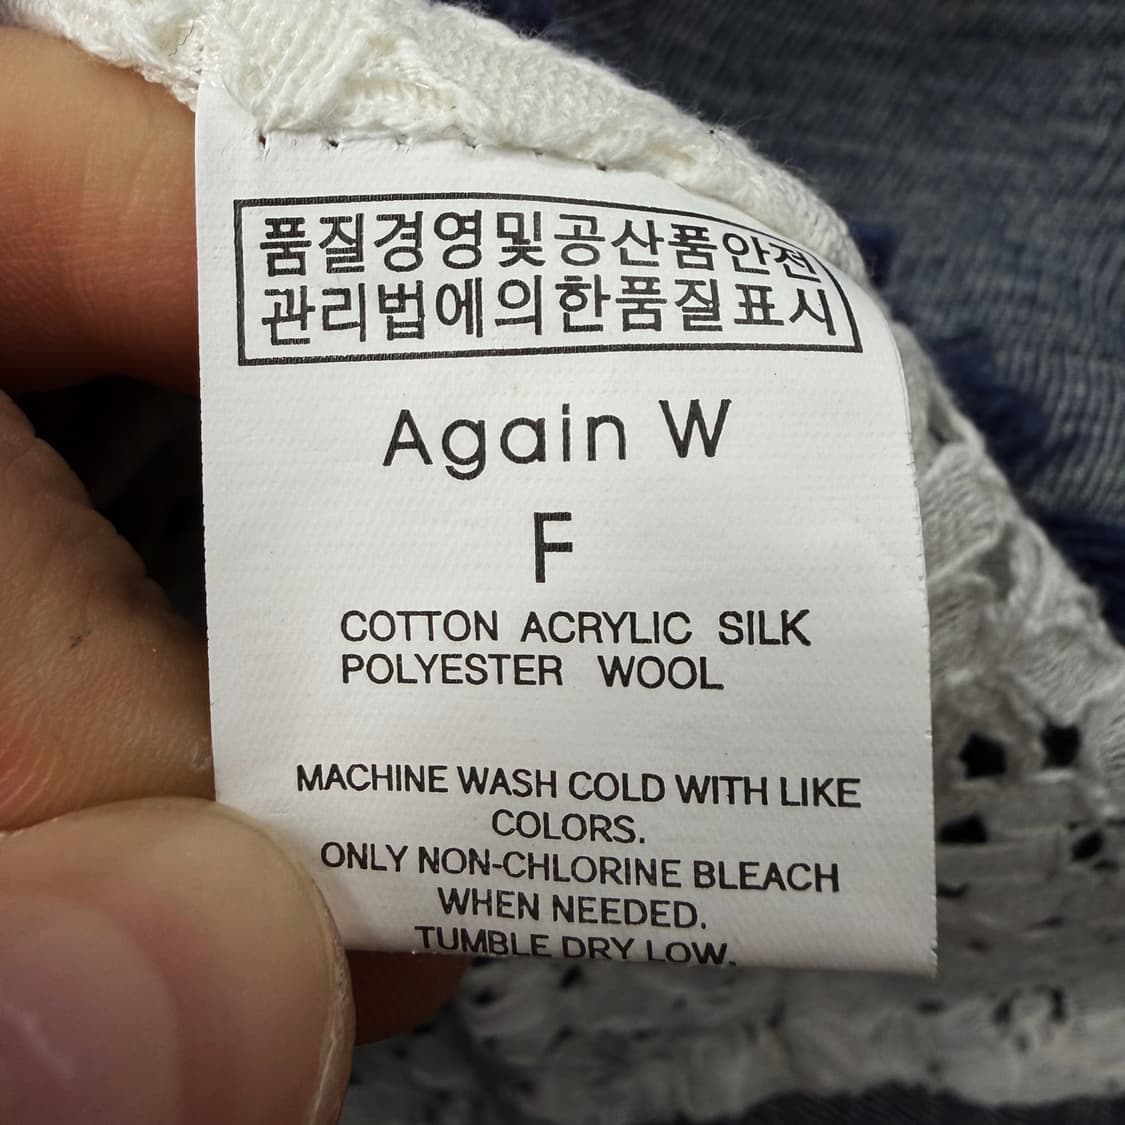 품질경영및공산품안전
관리법에의한품질표시
Again W
F
COTTON ACRYLIC SILK
POLYESTER WOOL
MACHINE WASH COLD WITH LIKE
COLORS.
ONLY NON-CHLORINE BLEACH
WHEN NEEDED.
TUMBLE DRY LOW.